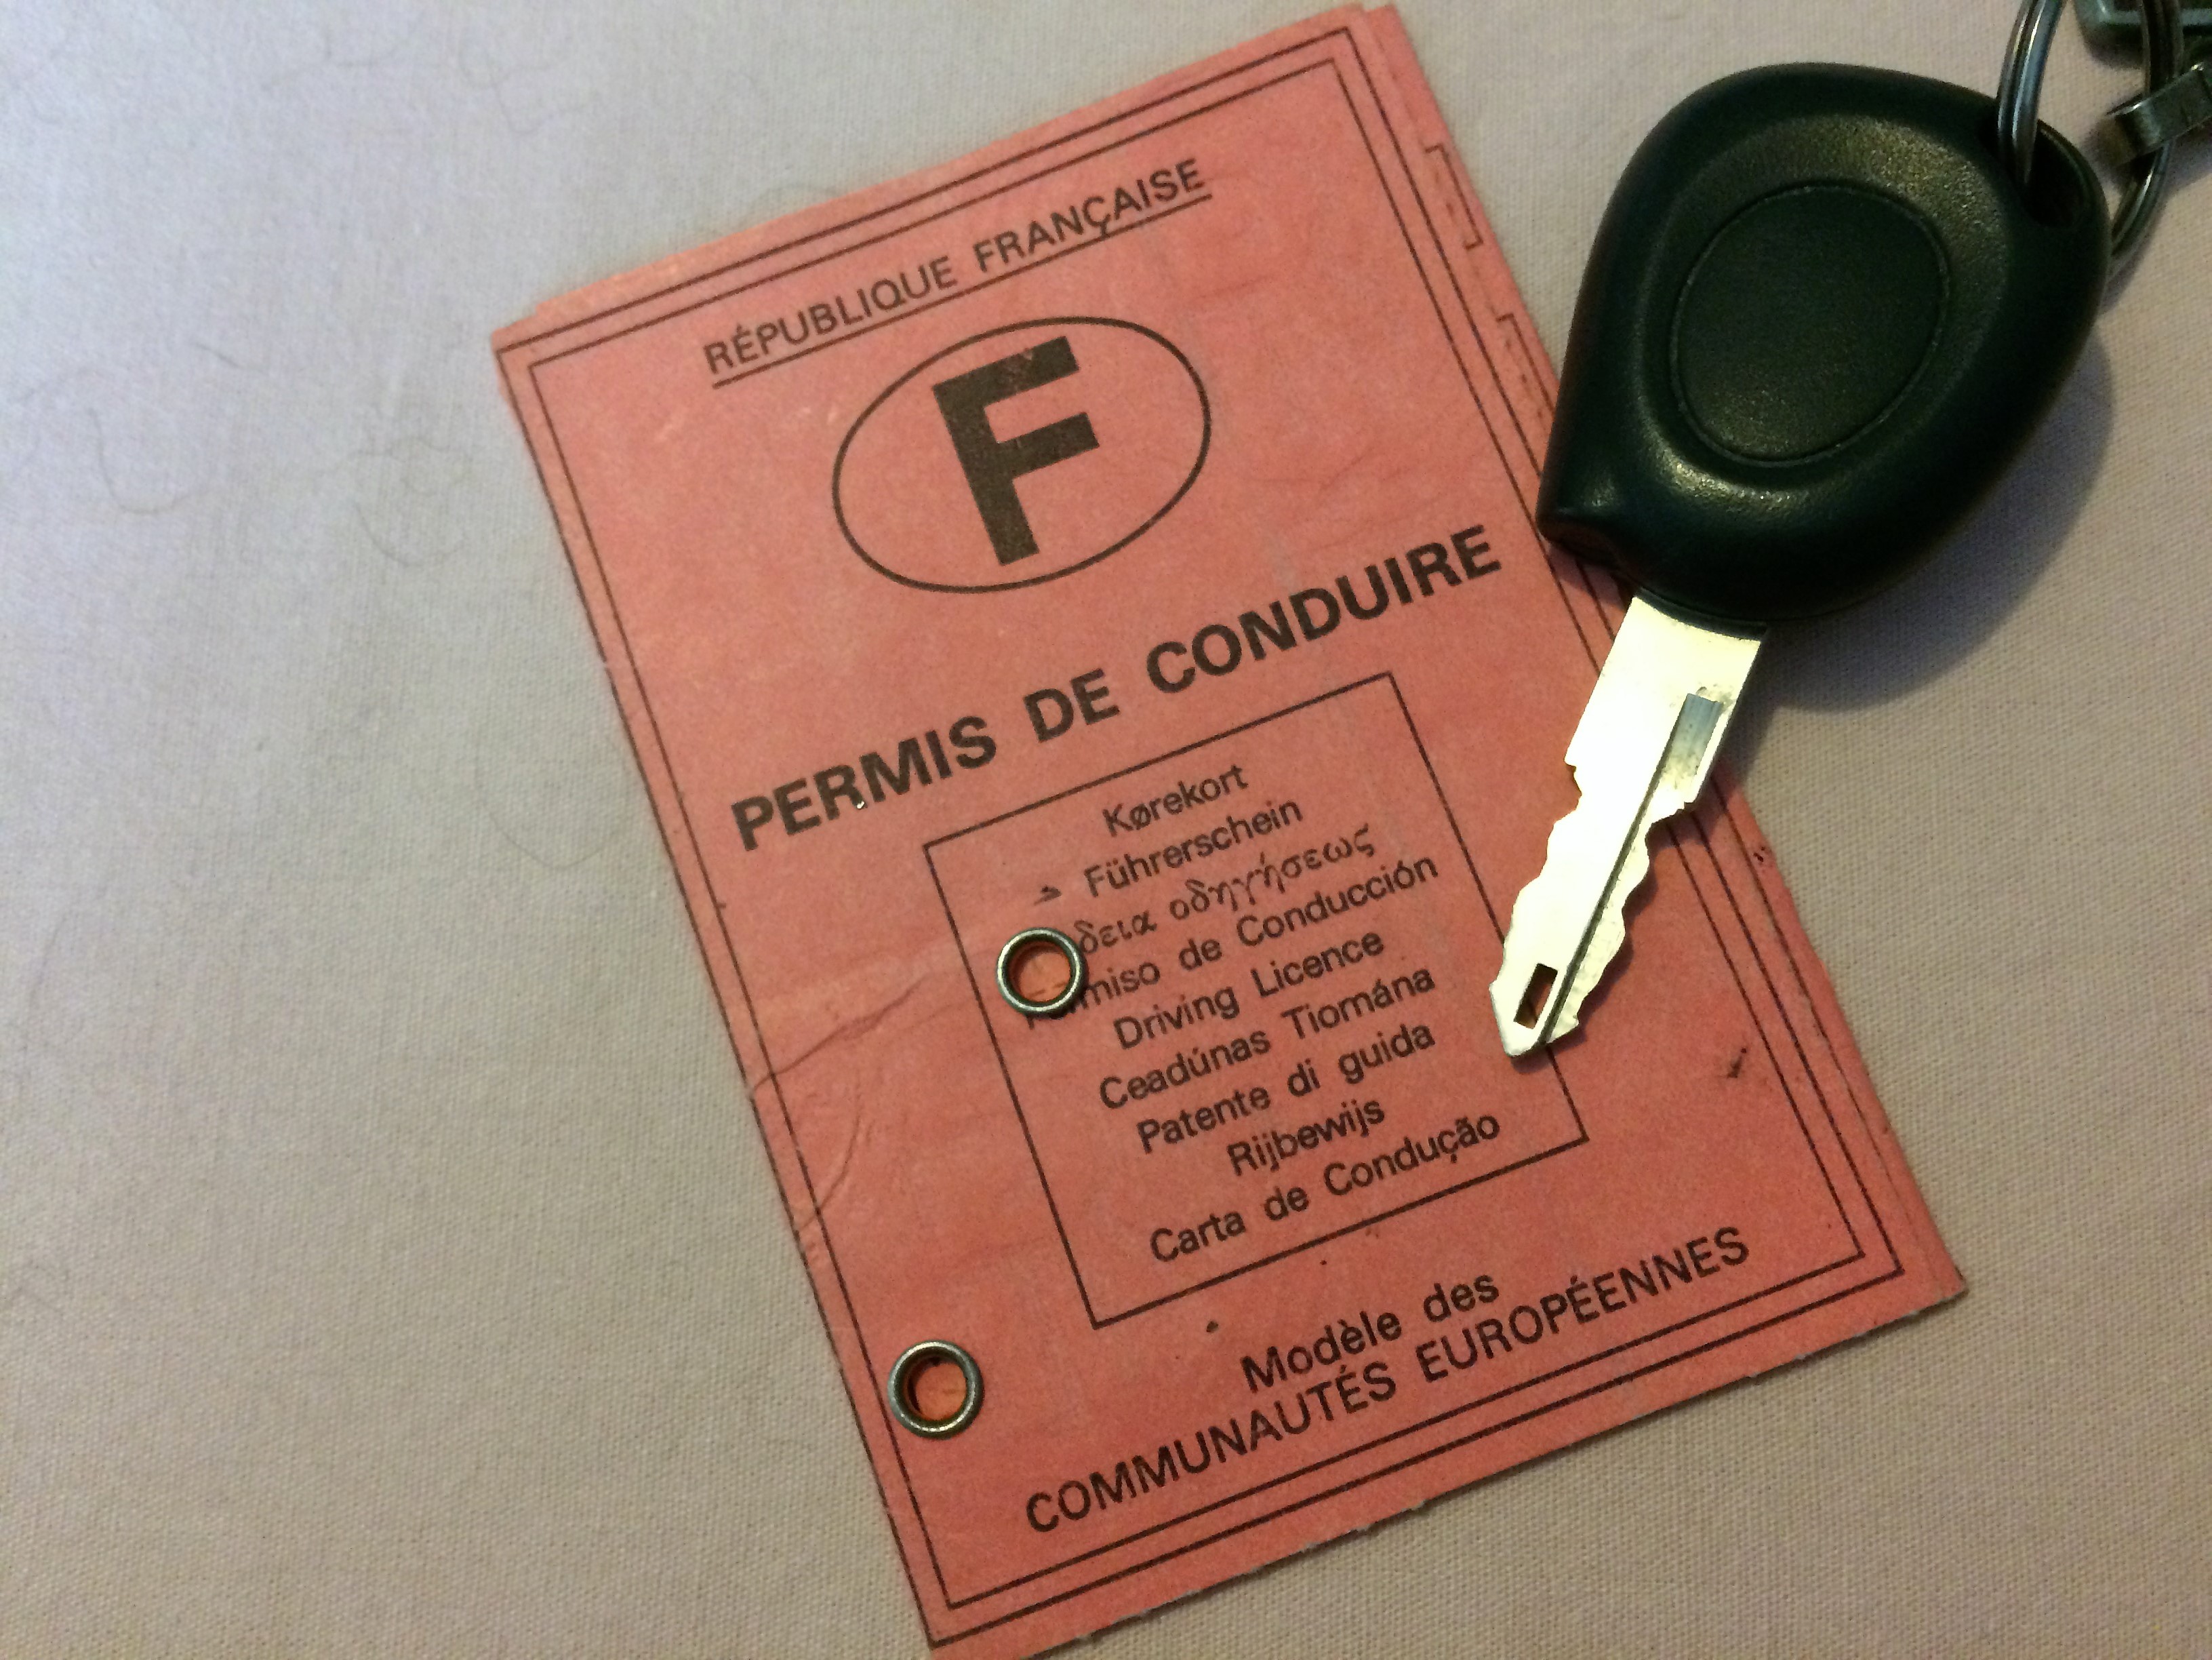 RÉPUBLIQUE FRANÇAISE
F
PERMIS DE CONDUIRE
Kørekort
Führerschein
οδηγήσεως
de Conducción
Driving Licence
Ceadúnas Tiomána
Patente di guida
Rijbewijs
Carta de Condução
Modèle des
COMMUNAUTÉS EUROPÉENNES